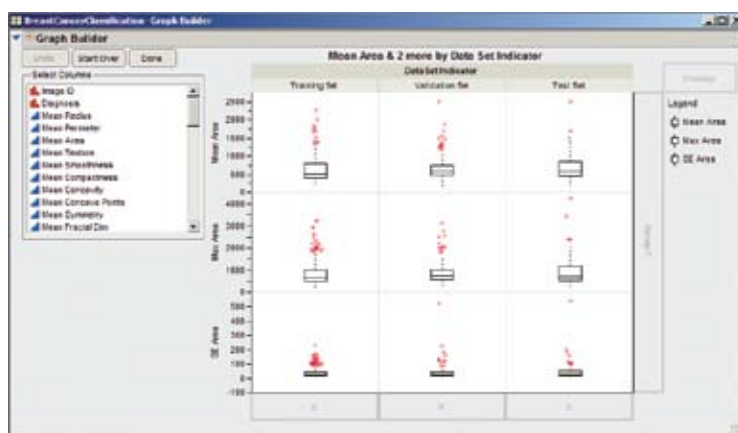 BreastCancerClassification - Graph Builder
Graph Builder
Undo Start Over Done
Select Columns
Image ID
Diagnosis
Mean Radius
Mean Perimeter
Mean Area
Mean Texture
Mean Smoothness
Mean Compactness
Mean Concavity
Mean Concave Points
Mean Symmetry
Mean Fractal Dim
Mean Area & 2 more by Data Set Indicator
Data Set Indicator
Training Set Validation Set Test Set
Overlay
Legend
Mean Area
Max Area
SE Area
Mean Area
2500
2000
1500
1000
500
0
Max Area
4000
3000
2000
1000
0
SE Area
500
400
300
200
100
0
-100